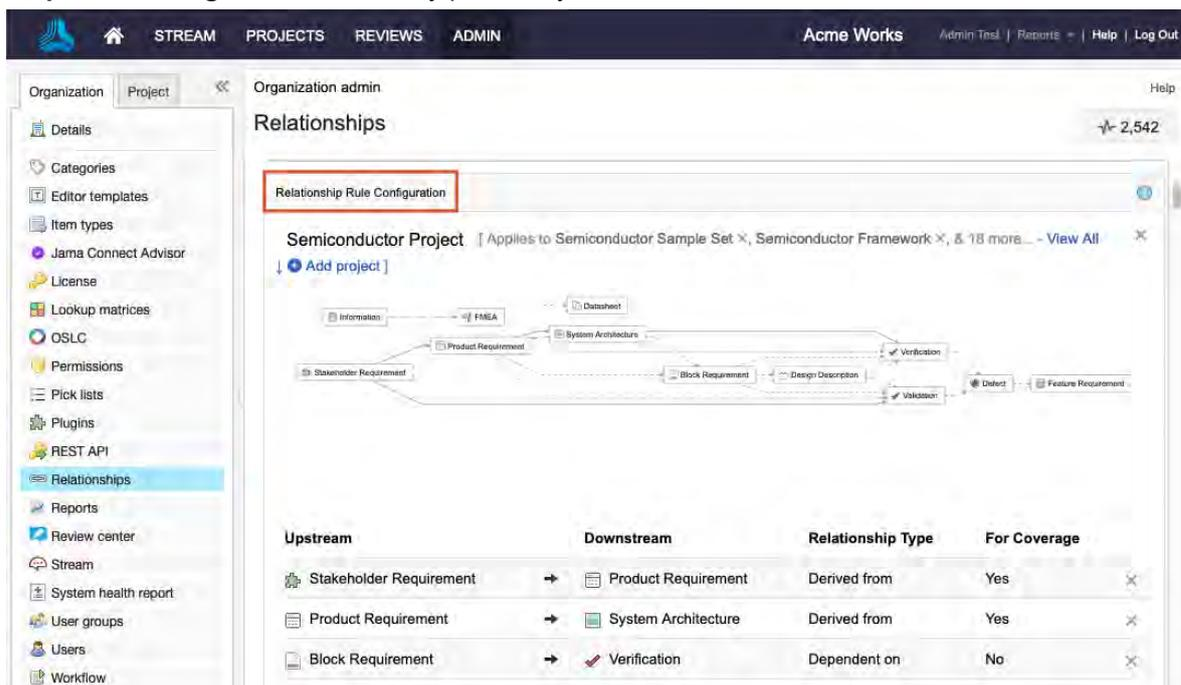 STREAM PROJECTS REVIEWS ADMIN Acme Works Admin Test | Reports | Help | Log Out
Organization Project
Details
Categories
Editor templates
Item types
Jama Connect Advisor
License
Lookup matrices
OSLC
Permissions
Pick lists
Plugins
REST API
Relationships
Reports
Review center
Stream
System health report
User groups
Users
Workflow
Organization admin Help
Relationships 2,542
Relationship Rule Configuration
Semiconductor Project [ Applies to Semiconductor Sample Set ×, Semiconductor Framework ×, & 18 more... - View All
Add project ]
Datasheet
Information FMEA
System Architecture
Product Requirement
Verification
Stakeholder Requirement Block Requirement Design Description
Defect Feature Requirement
Validation
Upstream Downstream Relationship Type For Coverage
Stakeholder Requirement → Product Requirement Derived from Yes
Product Requirement → System Architecture Derived from Yes
Block Requirement → Verification Dependent on No